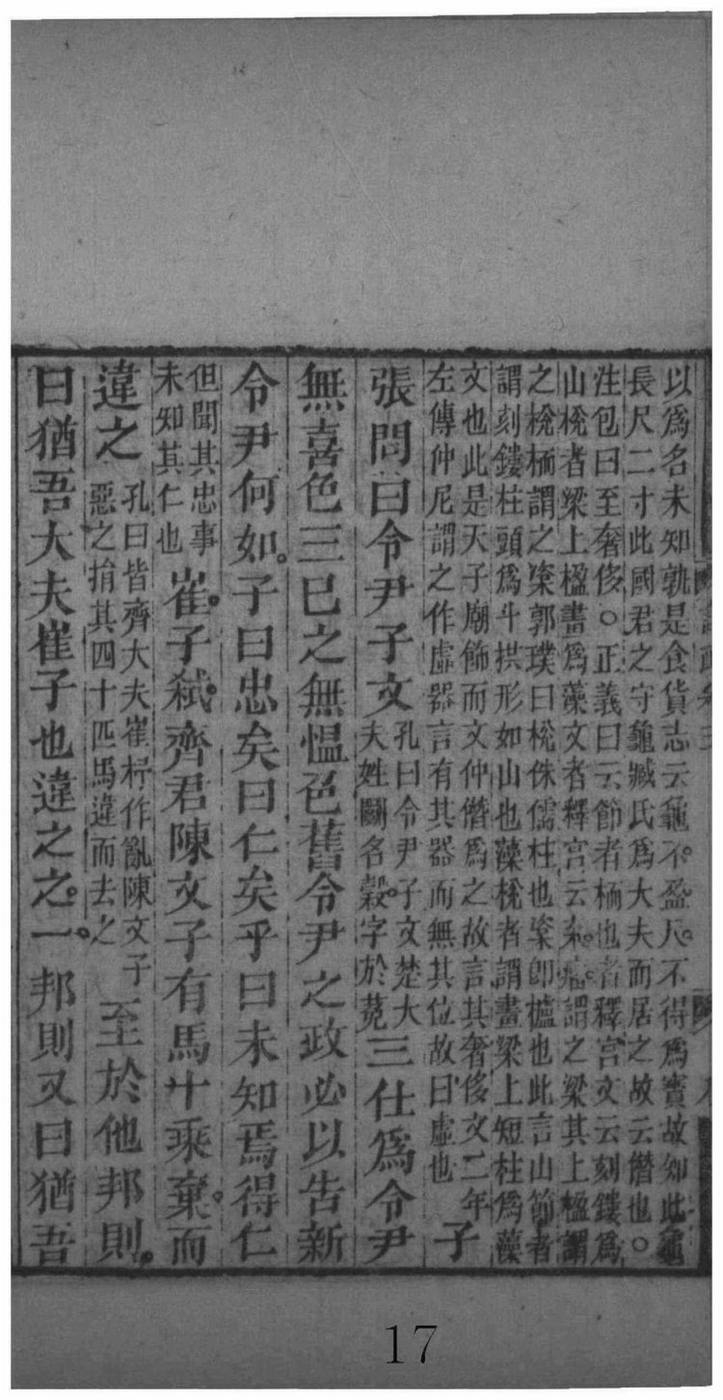 以爲名未知孰是食貨志云龜不盈尺不得爲寶故知此龜
長尺二寸此國君之守龜臧氏爲大夫而居之故云僭也○
注包曰至奢侈○正義曰云節者栭也者釋宮文云刻鏤爲
山梲者梁上楹畫爲藻文者釋宮云杗廇謂之梁其上楹謂
之梲栭謂之楶郭璞曰梲侏儒柱也楶即櫨也此言山節者
謂刻鏤柱頭爲斗拱形如山也藻梲者謂畫梁上短柱爲藻
文也此是天子廟飾而文仲僭爲之故言其奢侈文二年
左傳仲尼謂之作虛器言有其器而無其位故曰虛也
子
張問曰令尹子文
孔曰令尹子文楚大
夫姓鬭名穀字於菟
三仕爲令尹
無喜色三已之無慍色舊令尹之政必以告新
令尹何如子曰忠矣曰仁矣乎曰未知焉得仁
但聞其忠事
未知其仁也
崔子弒齊君陳文子有馬十乘棄而
違之
孔曰皆齊大夫崔杼作亂陳文子
惡之捐其四十匹馬違而去之
至於他邦則
曰猶吾大夫崔子也違之之一邦則又曰猶吾
17